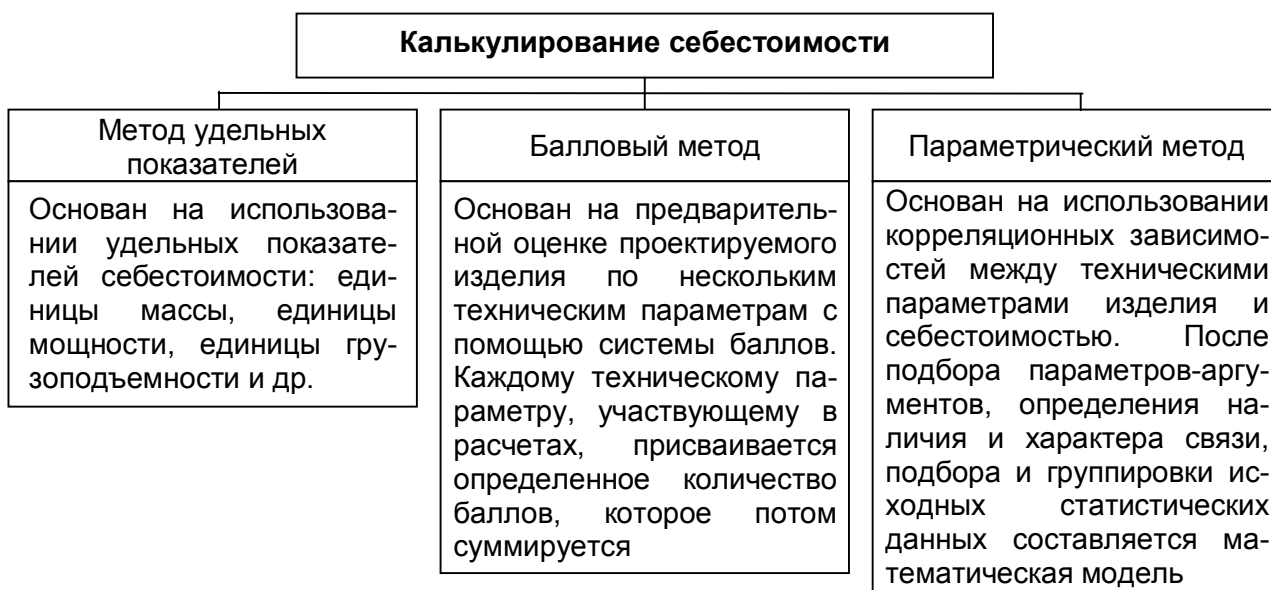 Калькулирование себестоимости
Метод удельных
показателей
Основан на использова-
нии удельных показате-
лей себестоимости: еди-
ницы массы, единицы
мощности, единицы гру-
зоподъемности и др.
Балловый метод
Основан на предваритель-
ной оценке проектируемого
изделия по нескольким
техническим параметрам с
помощью системы баллов.
Каждому техническому па-
раметру, участвующему в
расчетах, присваивается
определенное количество
баллов, которое потом
суммируется
Параметрический метод
Основан на использовании
корреляционных зависимо-
стей между техническими
параметрами изделия и
себестоимостью. После
подбора параметров-аргу-
ментов, определения на-
личия и характера связи,
подбора и группировки ис-
ходных статистических
данных составляется ма-
тематическая модель